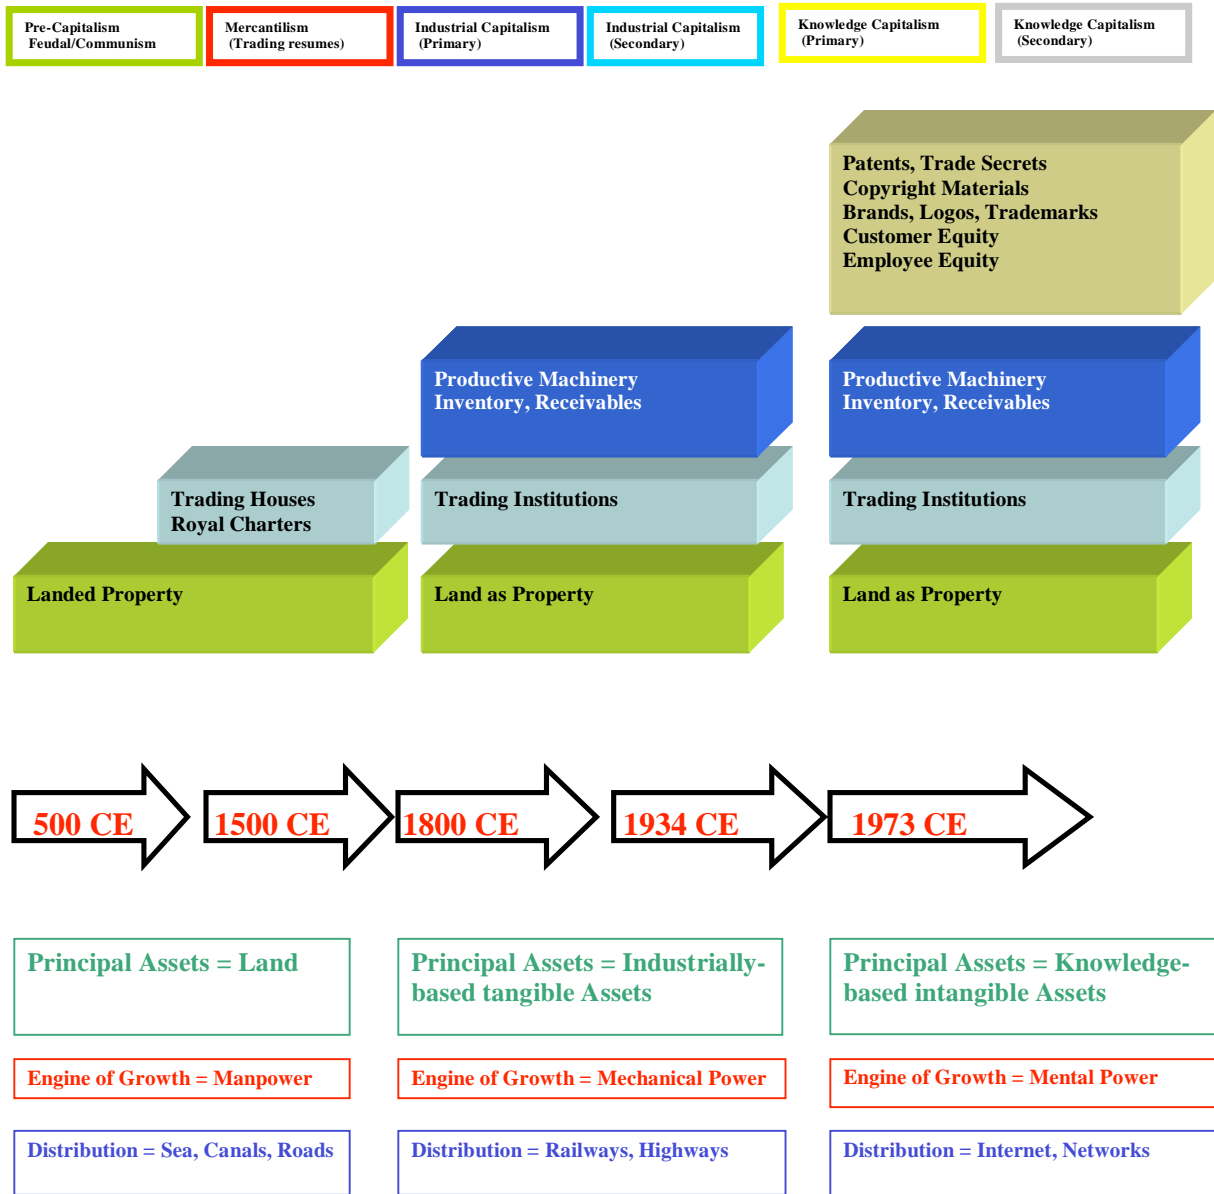 Pre-Capitalism
Feudal/Communism
Mercantilism
(Trading resumes)
Industrial Capitalism
(Primary)
Industrial Capitalism
(Secondary)
Knowledge Capitalism
(Primary)
Knowledge Capitalism
(Secondary)
Patents, Trade Secrets
Copyright Materials
Brands, Logos, Trademarks
Customer Equity
Employee Equity
Productive Machinery
Inventory, Receivables
Productive Machinery
Inventory, Receivables
Trading Houses
Royal Charters
Trading Institutions
Trading Institutions
Landed Property
Land as Property
Land as Property
500 CE
1500 CE
1800 CE
1934 CE
1973 CE
Principal Assets = Land
Principal Assets = Industrially-
based tangible Assets
Principal Assets = Knowledge-
based intangible Assets
Engine of Growth = Manpower
Engine of Growth = Mechanical Power
Engine of Growth = Mental Power
Distribution = Sea, Canals, Roads
Distribution = Railways, Highways
Distribution = Internet, Networks